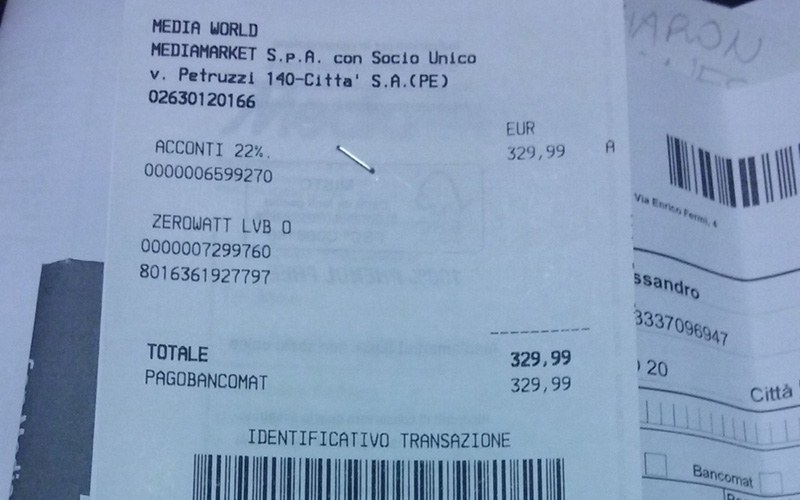 MEDIA WORLD
MEDIAMARKET S.p.A. con Socio Unico
v. Petruzzi 140-Citta' S.A.(PE)
02630120166
EUR
ACCONTI 22%. 329,99 A
0000006599270
ZEROWATT LVB 0
0000007299760
8016361927797
TOTALE 329,99
PAGOBANCOMAT 329,99
IDENTIFICATIVO TRANSAZIONE
ARON
Via Enrico Fermi, 4
ssandro
3337096947
20
Città
Bancomat